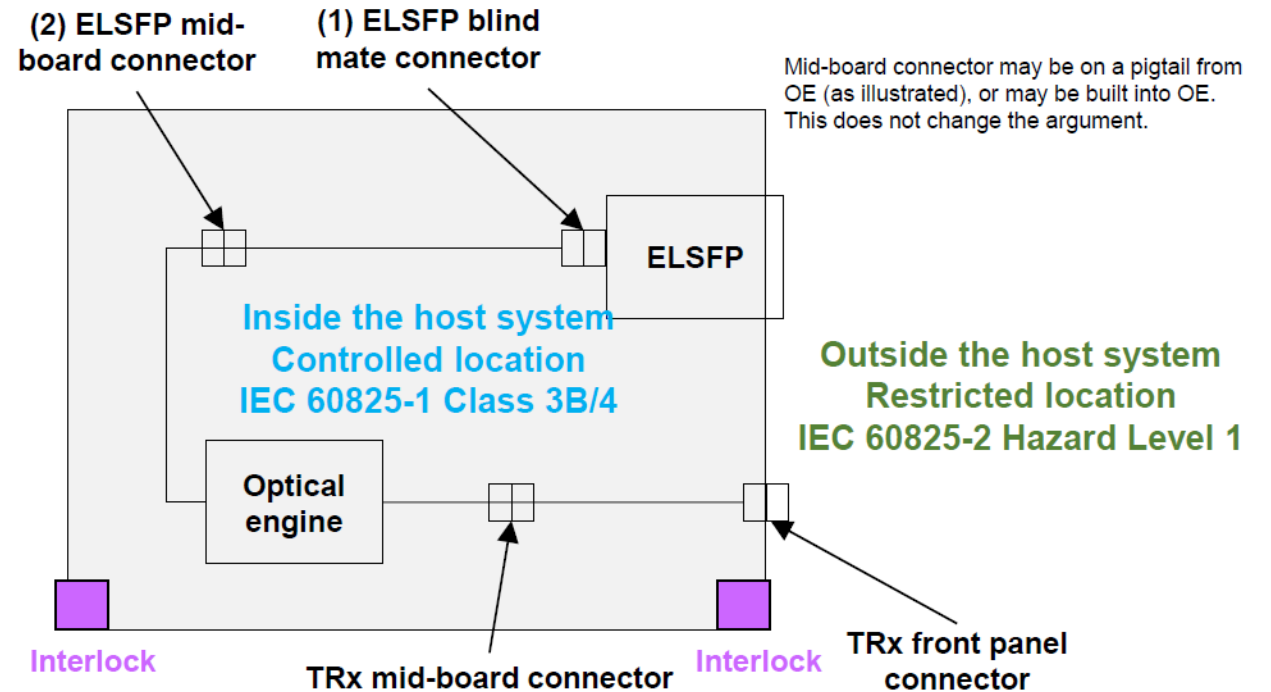 (2) ELSFP mid-
board connector
(1) ELSFP blind
mate connector
Mid-board connector may be on a pigtail from
OE (as illustrated), or may be built into OE.
This does not change the argument.
ELSFP
Inside the host system
Controlled location
IEC 60825-1 Class 3B/4
Outside the host system
Restricted location
IEC 60825-2 Hazard Level 1
Optical
engine
Interlock
TRx mid-board connector
Interlock
TRx front panel
connector